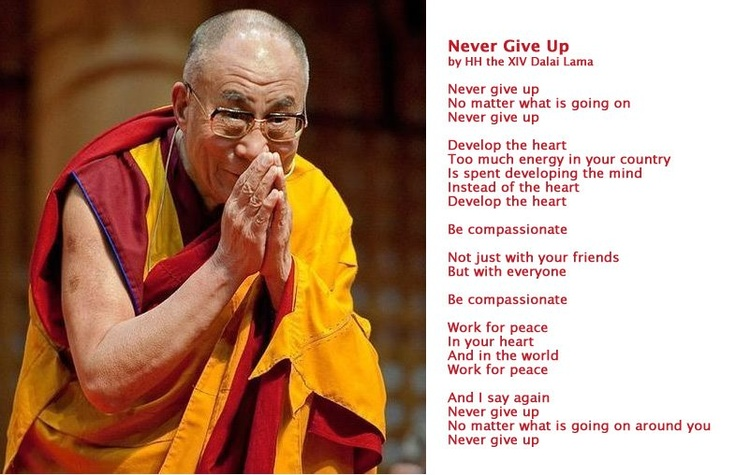 Never Give Up
by HH the XIV Dalai Lama
Never give up
No matter what is going on
Never give up
Develop the heart
Too much energy in your country
Is spent developing the mind
Instead of the heart
Develop the heart
Be compassionate
Not just with your friends
But with everyone
Be compassionate
Work for peace
In your heart
And in the world
Work for peace
And I say again
Never give up
No matter what is going on around you
Never give up